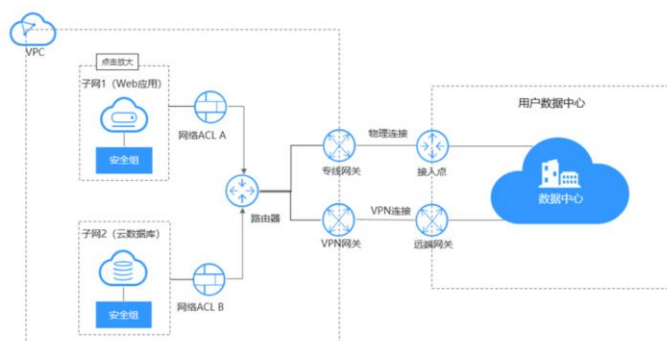 VPC
点击放大
子网1（Web应用）
安全组
网络ACL A
路由器
子网2（云数据库）
安全组
网络ACL B
专线网关
物理连接
接入点
VPN网关
VPN连接
远端网关
用户数据中心
数据中心